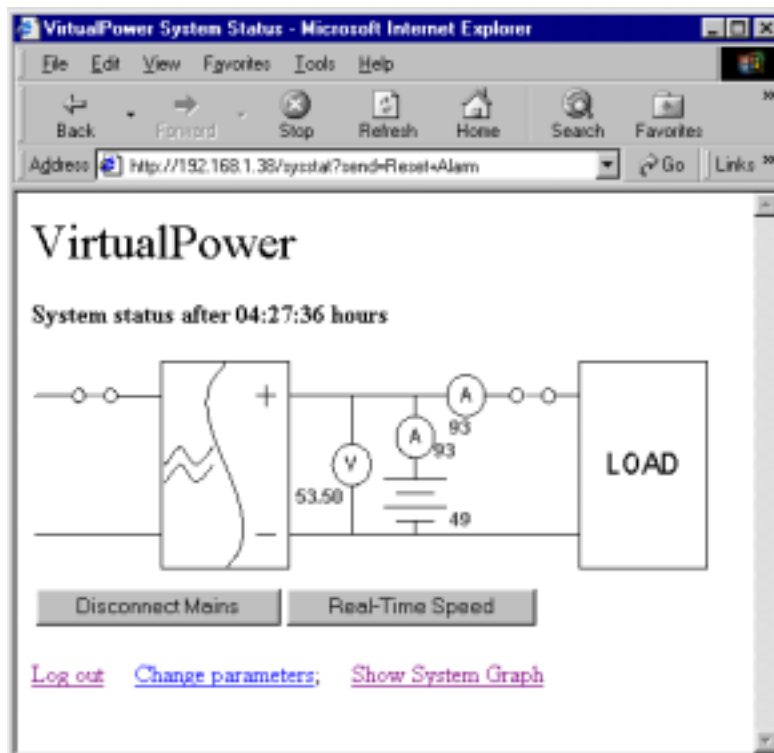 VirtualPower System Status - Microsoft Internet Explorer
File Edit View Favorites Tools Help
Back Forward Stop Refresh Home Search Favorites »
Address http://192.168.1.38/sysstat?send=Reset+Alarm Go Links »
VirtualPower
System status after 04:27:36 hours
+ A
93
A
93
V
LOAD
53.50
49
−
Disconnect Mains Real-Time Speed
Log out Change parameters; Show System Graph